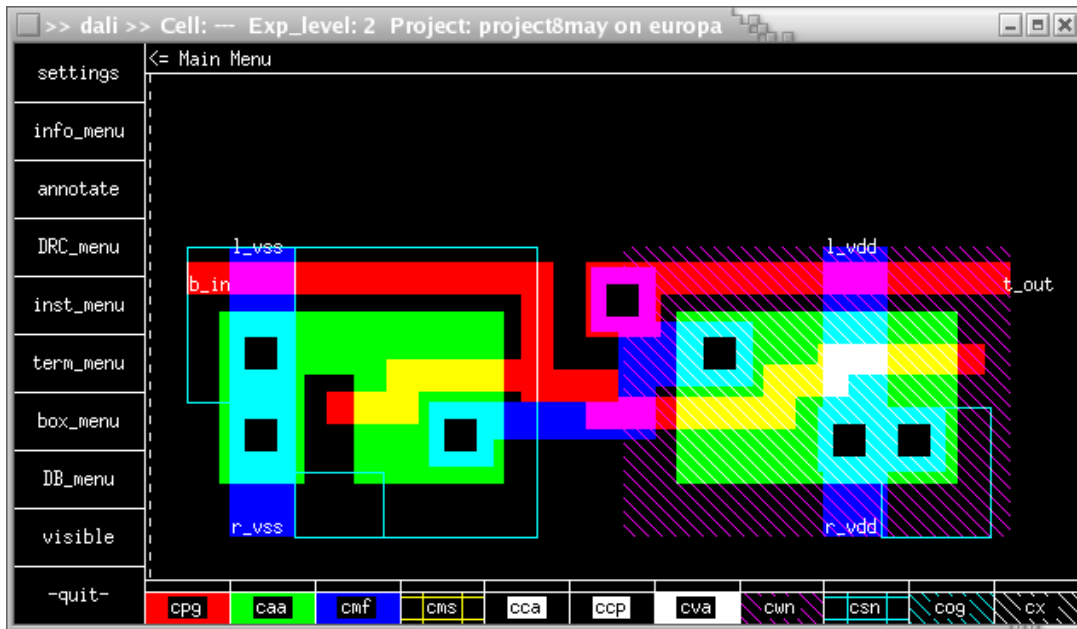 >> dali >> Cell: --- Exp_level: 2 Project: project8may on europa
<= Main Menu
settings
info_menu
annotate
DRC_menu
inst_menu
term_menu
box_menu
DB_menu
visible
-quit-
l_vss
l_vdd
b_in
t_out
r_vss
r_vdd
cpg caa cmf cms cca ccp cva cwn csn cog cx